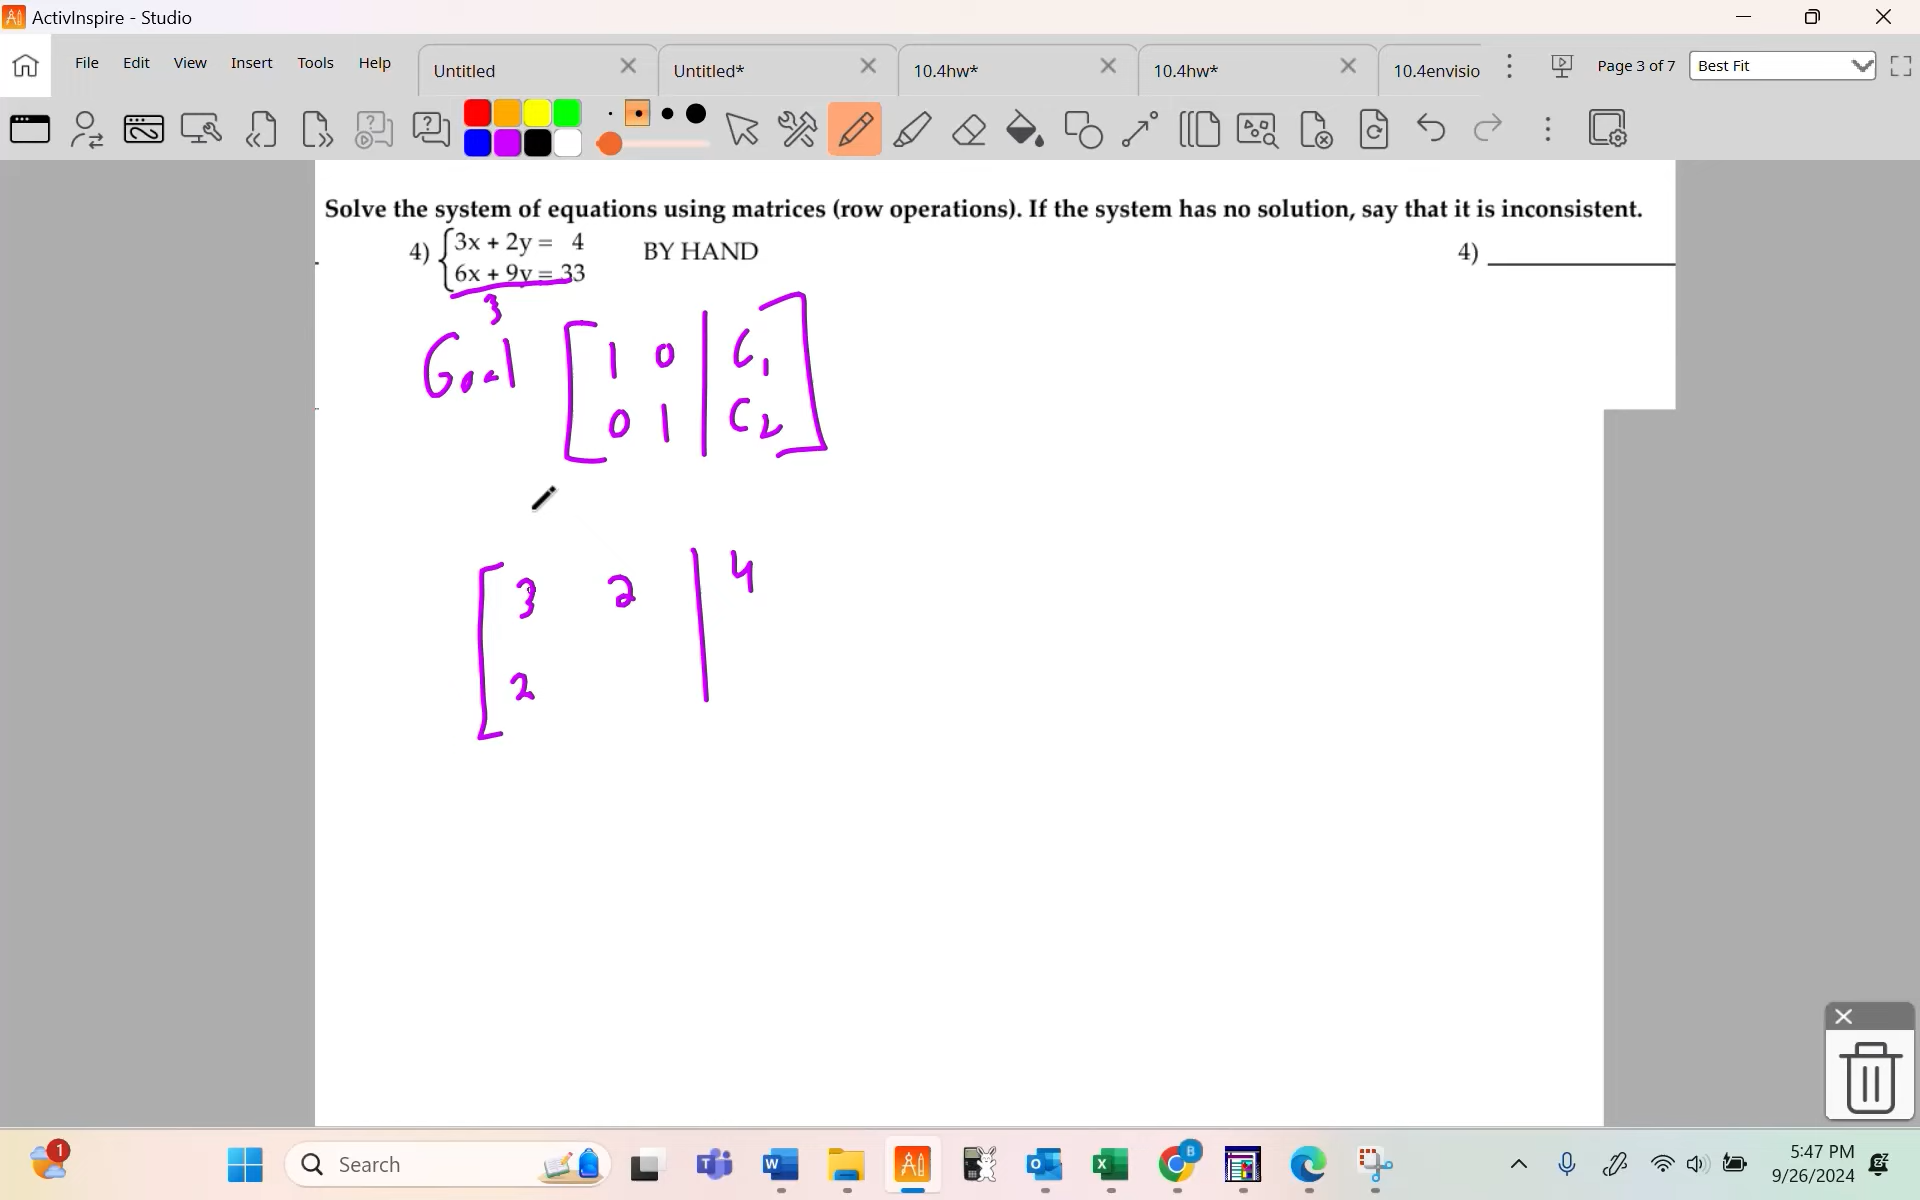 ActivInspire - Studio
File Edit View Insert Tools Help
Untitled
Untitled*
10.4hw*
10.4hw*
10.4envisio
Page 3 of 7
Best Fit
Solve the system of equations using matrices (row operations). If the system has no solution, say that it is inconsistent.
4) {3x + 2y = 4
6x + 9y = 33
BY HAND
4) ____________
3
Goal [ 1 0 | C₁
0 1 | C₂ ]
[ 3 2 | 4
2
1
Search
B
5:47 PM
9/26/2024